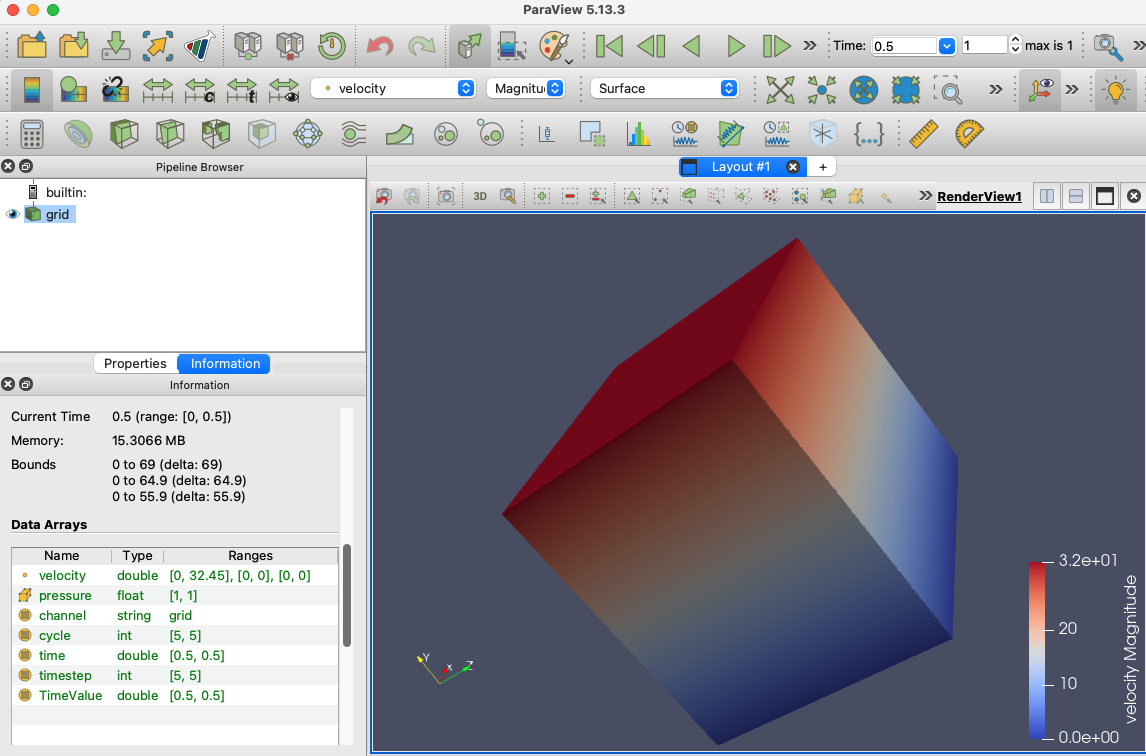 ParaView 5.13.3
Time: 0.5 1 max is 1
velocity Magnitu Surface
Pipeline Browser
builtin:
grid
Layout #1 +
3D RenderView1
Properties Information
Information
Current Time 0.5 (range: [0, 0.5])
Memory: 15.3066 MB
Bounds 0 to 69 (delta: 69)
0 to 64.9 (delta: 64.9)
0 to 55.9 (delta: 55.9)
Data Arrays
Name Type Ranges
velocity double [0, 32.45], [0, 0], [0, 0]
pressure float [1, 1]
channel string grid
cycle int [5, 5]
time double [0.5, 0.5]
timestep int [5, 5]
TimeValue double [0.5, 0.5]
Y X Z
3.2e+01
20
10
0.0e+00
velocity Magnitude